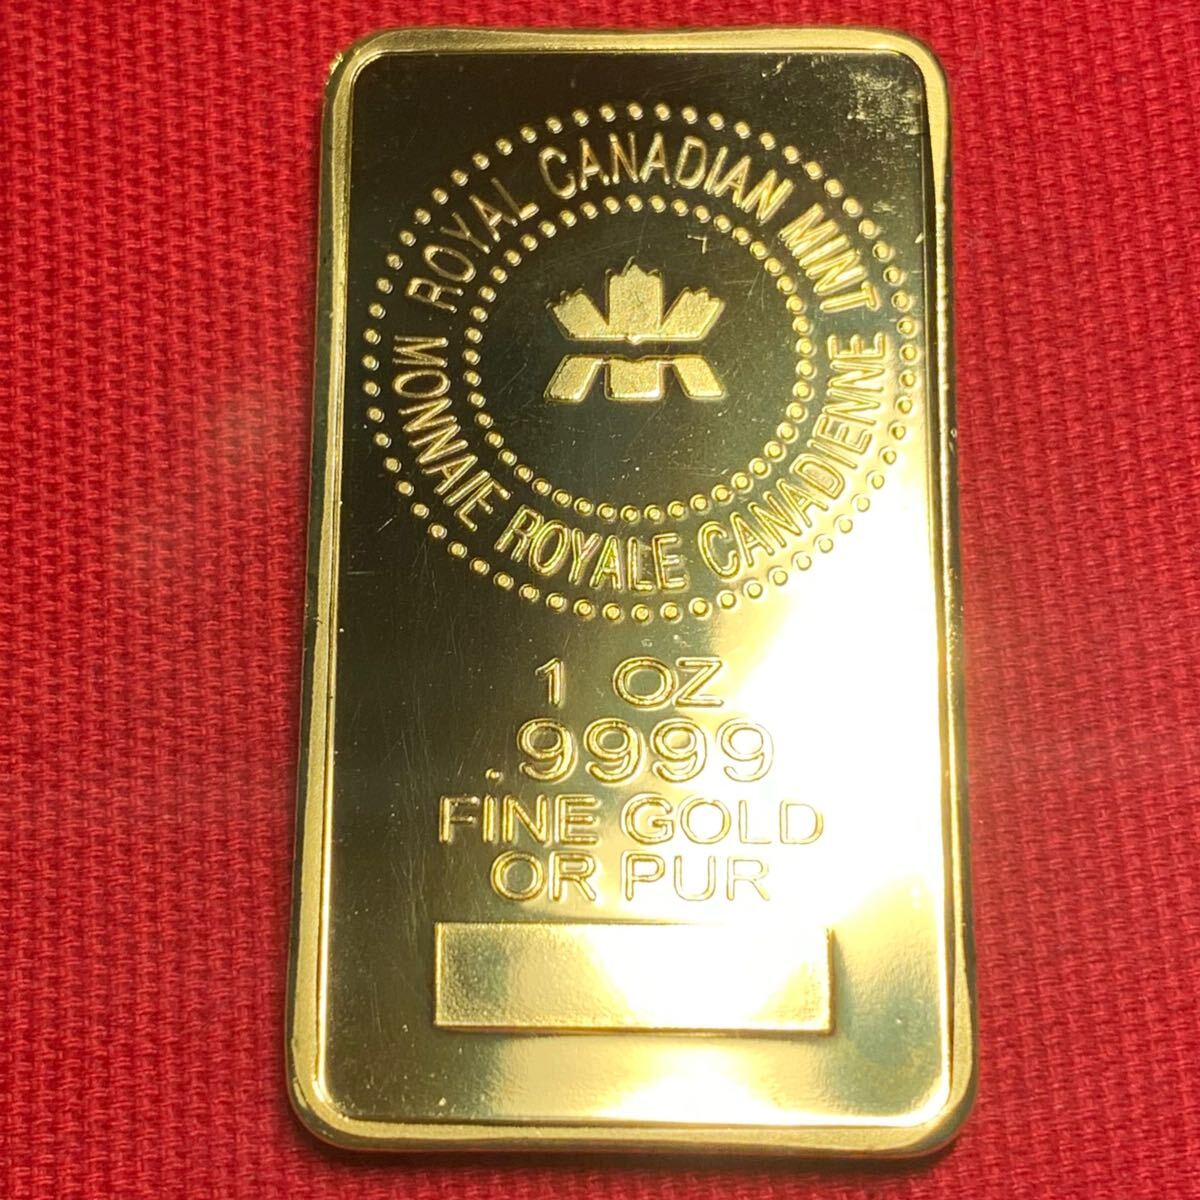 ROYAL CANADIAN MINT
MONNAIE ROYALE CANADIENNE
1 OZ
.9999
FINE GOLD
OR PUR